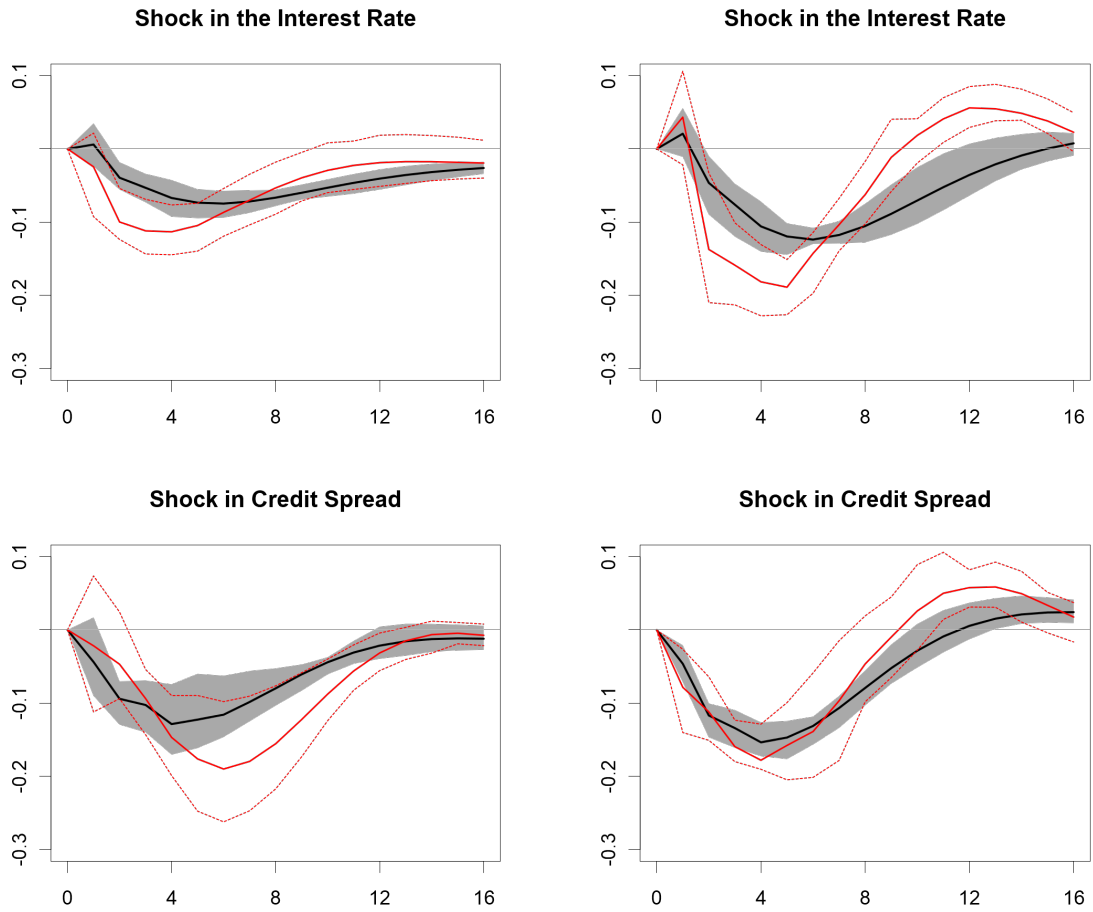 Shock in the Interest Rate
0.1
-0.1
-0.2
-0.3
0 4 8 12 16
Shock in the Interest Rate
0.1
-0.1
-0.2
-0.3
0 4 8 12 16
Shock in Credit Spread
0.1
-0.1
-0.2
-0.3
0 4 8 12 16
Shock in Credit Spread
0.1
-0.1
-0.2
-0.3
0 4 8 12 16